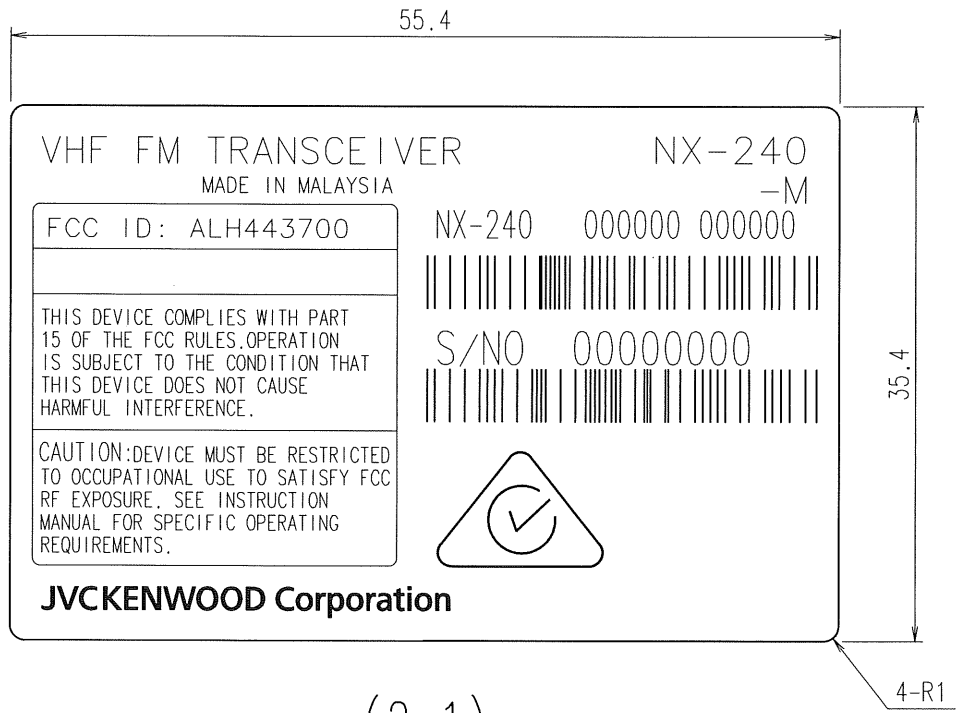 55.4
VHF FM TRANSCEIVER
NX-240
MADE IN MALAYSIA
-M
FCC ID: ALH443700
NX-240 000000 000000
THIS DEVICE COMPLIES WITH PART
15 OF THE FCC RULES.OPERATION
IS SUBJECT TO THE CONDITION THAT
THIS DEVICE DOES NOT CAUSE
HARMFUL INTERFERENCE.
S/NO 00000000
35.4
CAUTION:DEVICE MUST BE RESTRICTED
TO OCCUPATIONAL USE TO SATISFY FCC
RF EXPOSURE. SEE INSTRUCTION
MANUAL FOR SPECIFIC OPERATING
REQUIREMENTS.
JVCKENWOOD Corporation
4-R1